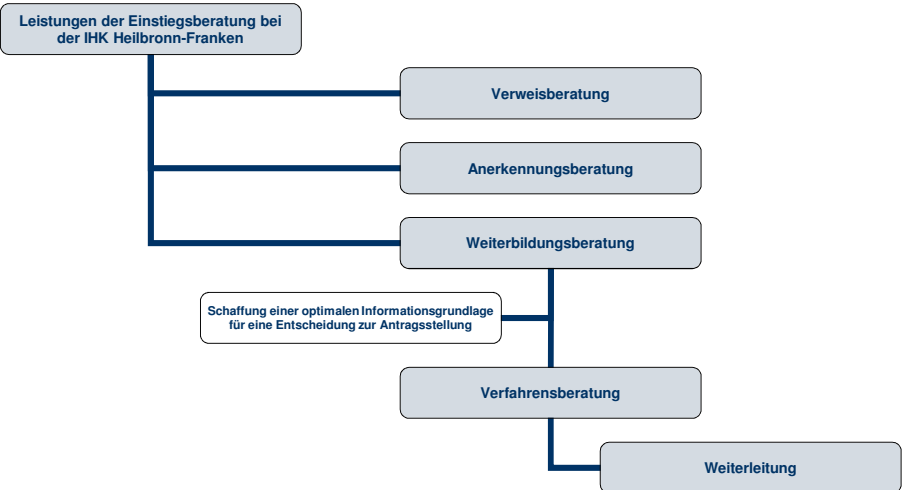 Leistungen der Einstiegsberatung bei
der IHK Heilbronn-Franken
Verweisberatung
Anerkennungsberatung
Weiterbildungsberatung
Schaffung einer optimalen Informationsgrundlage
für eine Entscheidung zur Antragsstellung
Verfahrensberatung
Weiterleitung